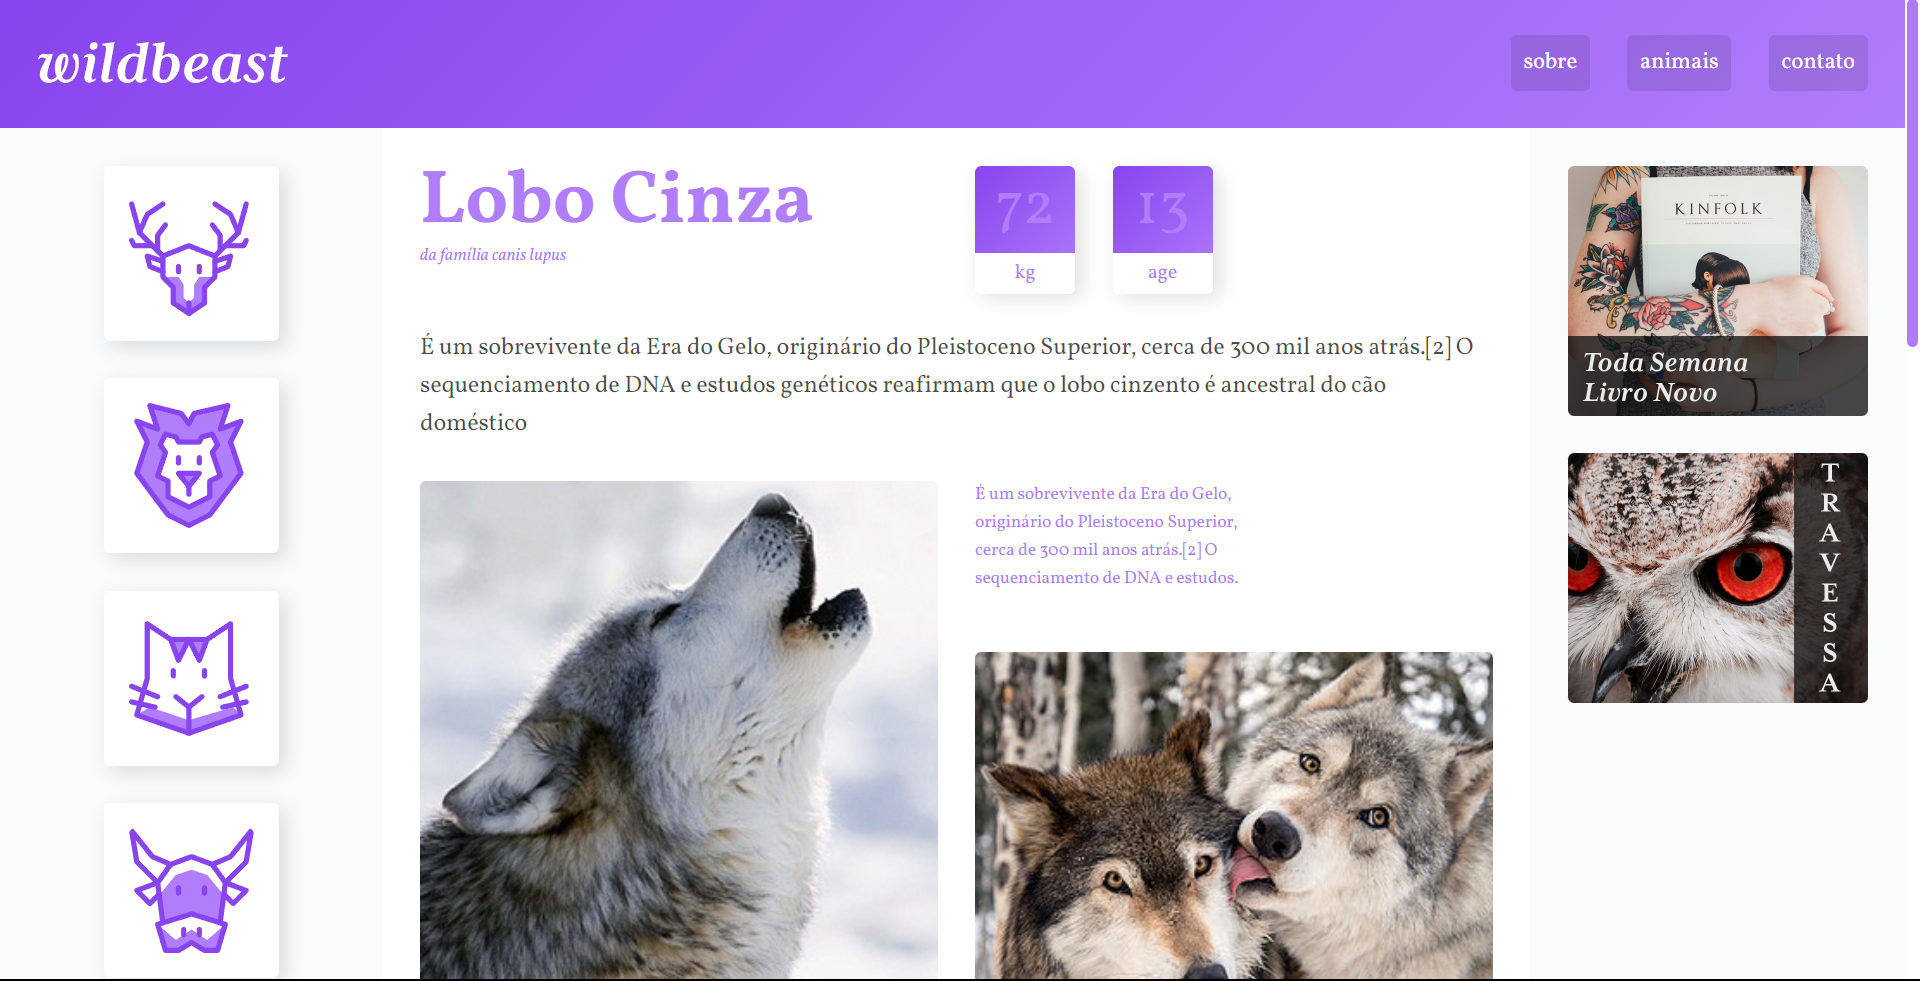 wildbeast
sobre
animais
contato
Lobo Cinza
da família canis lupus
72
kg
13
age
É um sobrevivente da Era do Gelo, originário do Pleistoceno Superior, cerca de 300 mil anos atrás.[2] O
sequenciamento de DNA e estudos genéticos reafirmam que o lobo cinzento é ancestral do cão
doméstico
É um sobrevivente da Era do Gelo,
originário do Pleistoceno Superior,
cerca de 300 mil anos atrás.[2] O
sequenciamento de DNA e estudos.
KINFOLK
Toda Semana
Livro Novo
TRAVESSA